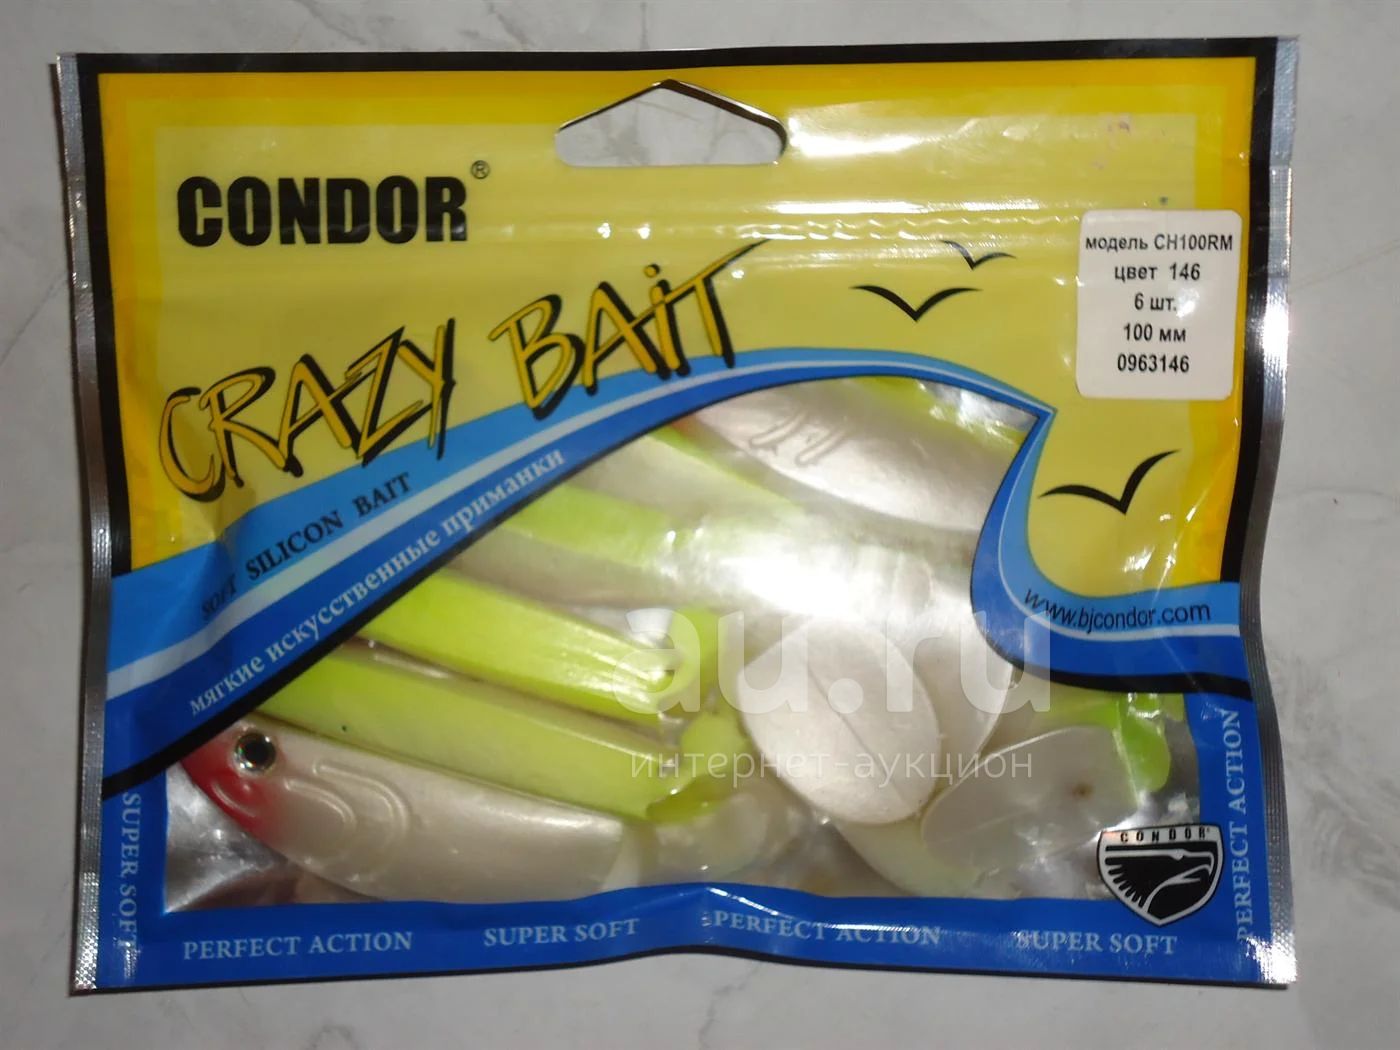 CONDOR®
CRAZY BAiT
SOFT SILICON BAIT
мягкие искусственные приманки
модель CH100RM
цвет 146
6 шт.
100 мм
0963146
www.bjcondor.com
au.ru
интернет-аукцион
CONDOR
SUPER SOFT
PERFECT ACTION
PERFECT ACTION
SUPER SOFT
PERFECT ACTION
SUPER SOFT